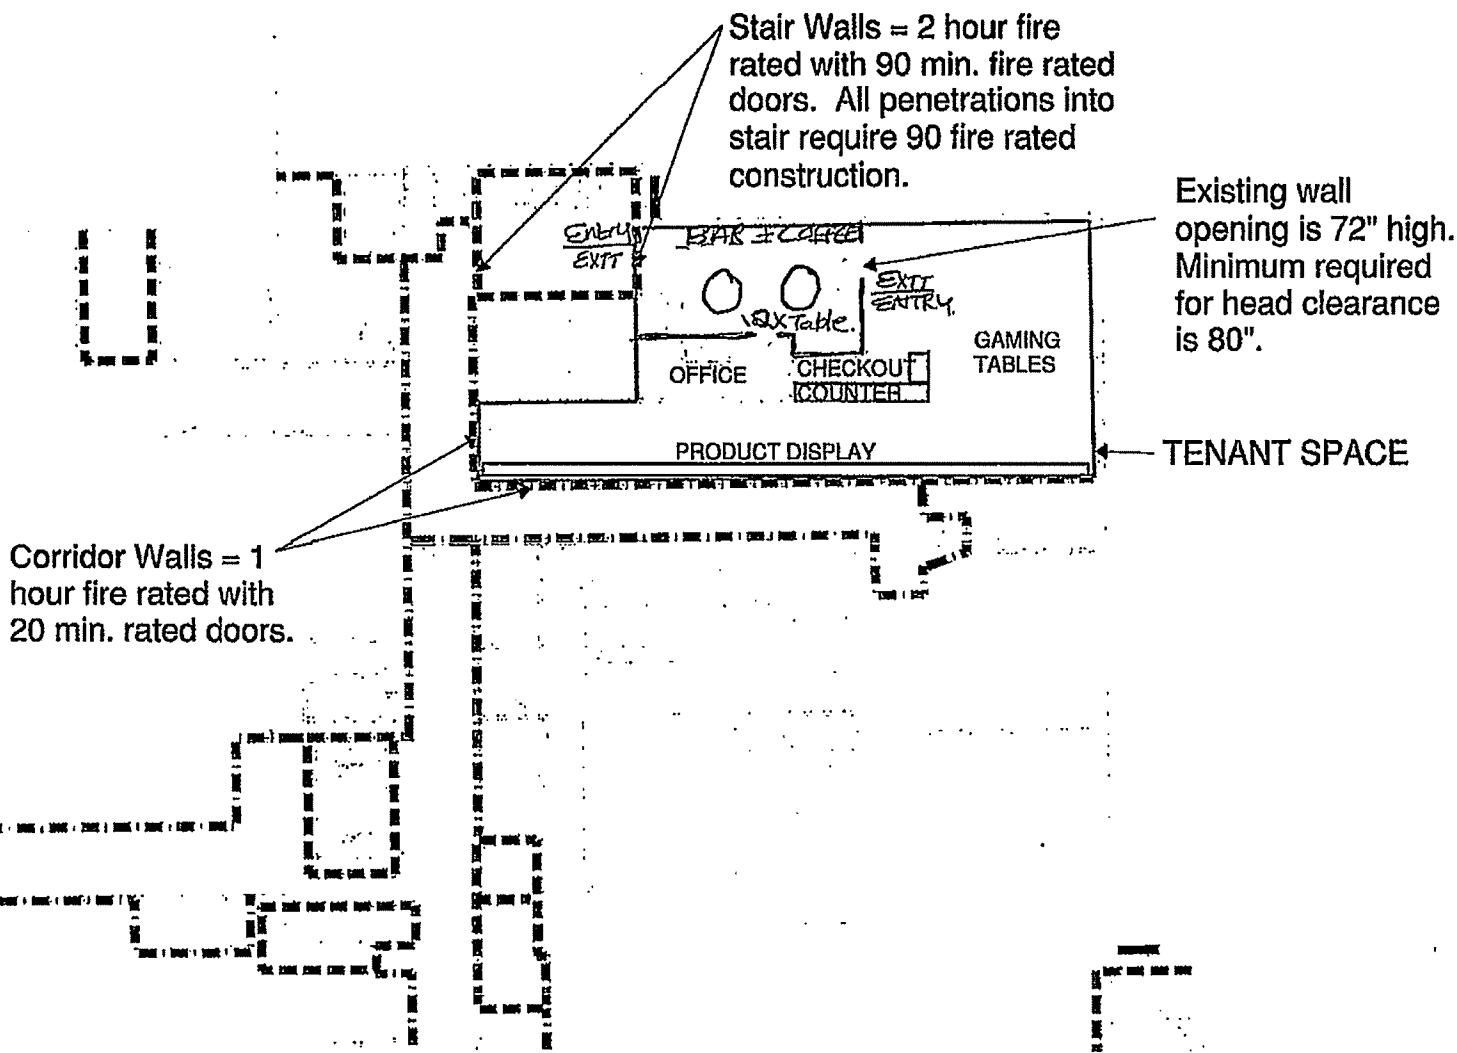 Stair Walls = 2 hour fire
rated with 90 min. fire rated
doors. All penetrations into
stair require 90 fire rated
construction.
Existing wall
opening is 72" high.
Minimum required
for head clearance
is 80".
Entry
EXIT
BAR & COFFEE
EXIT
ENTRY.
2X Table.
GAMING
TABLES
OFFICE
CHECKOUT
COUNTER
PRODUCT DISPLAY
TENANT SPACE
Corridor Walls = 1
hour fire rated with
20 min. rated doors.